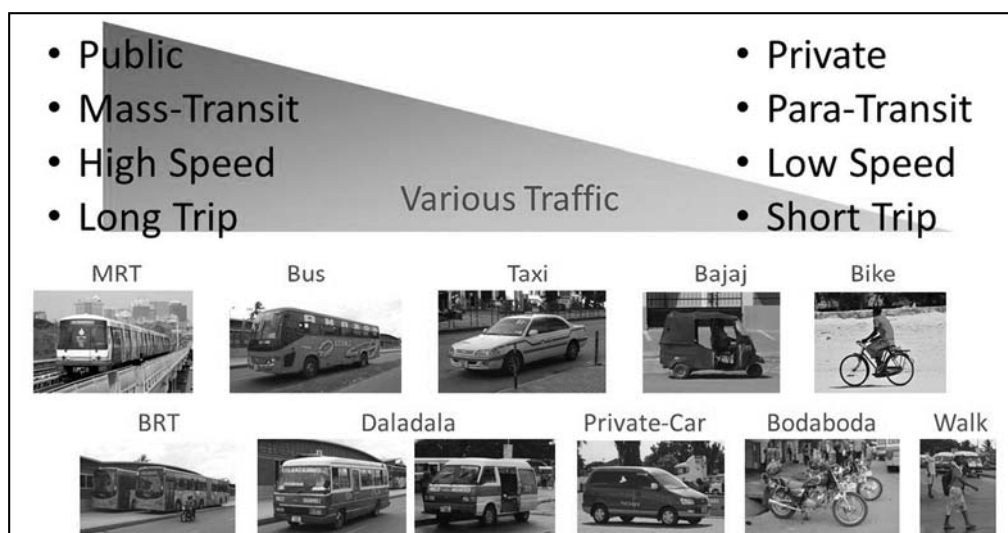 • Public
• Mass-Transit
• High Speed
• Long Trip
Various Traffic
• Private
• Para-Transit
• Low Speed
• Short Trip
MRT Bus Taxi Bajaj Bike
BRT Daladala Private-Car Bodaboda Walk